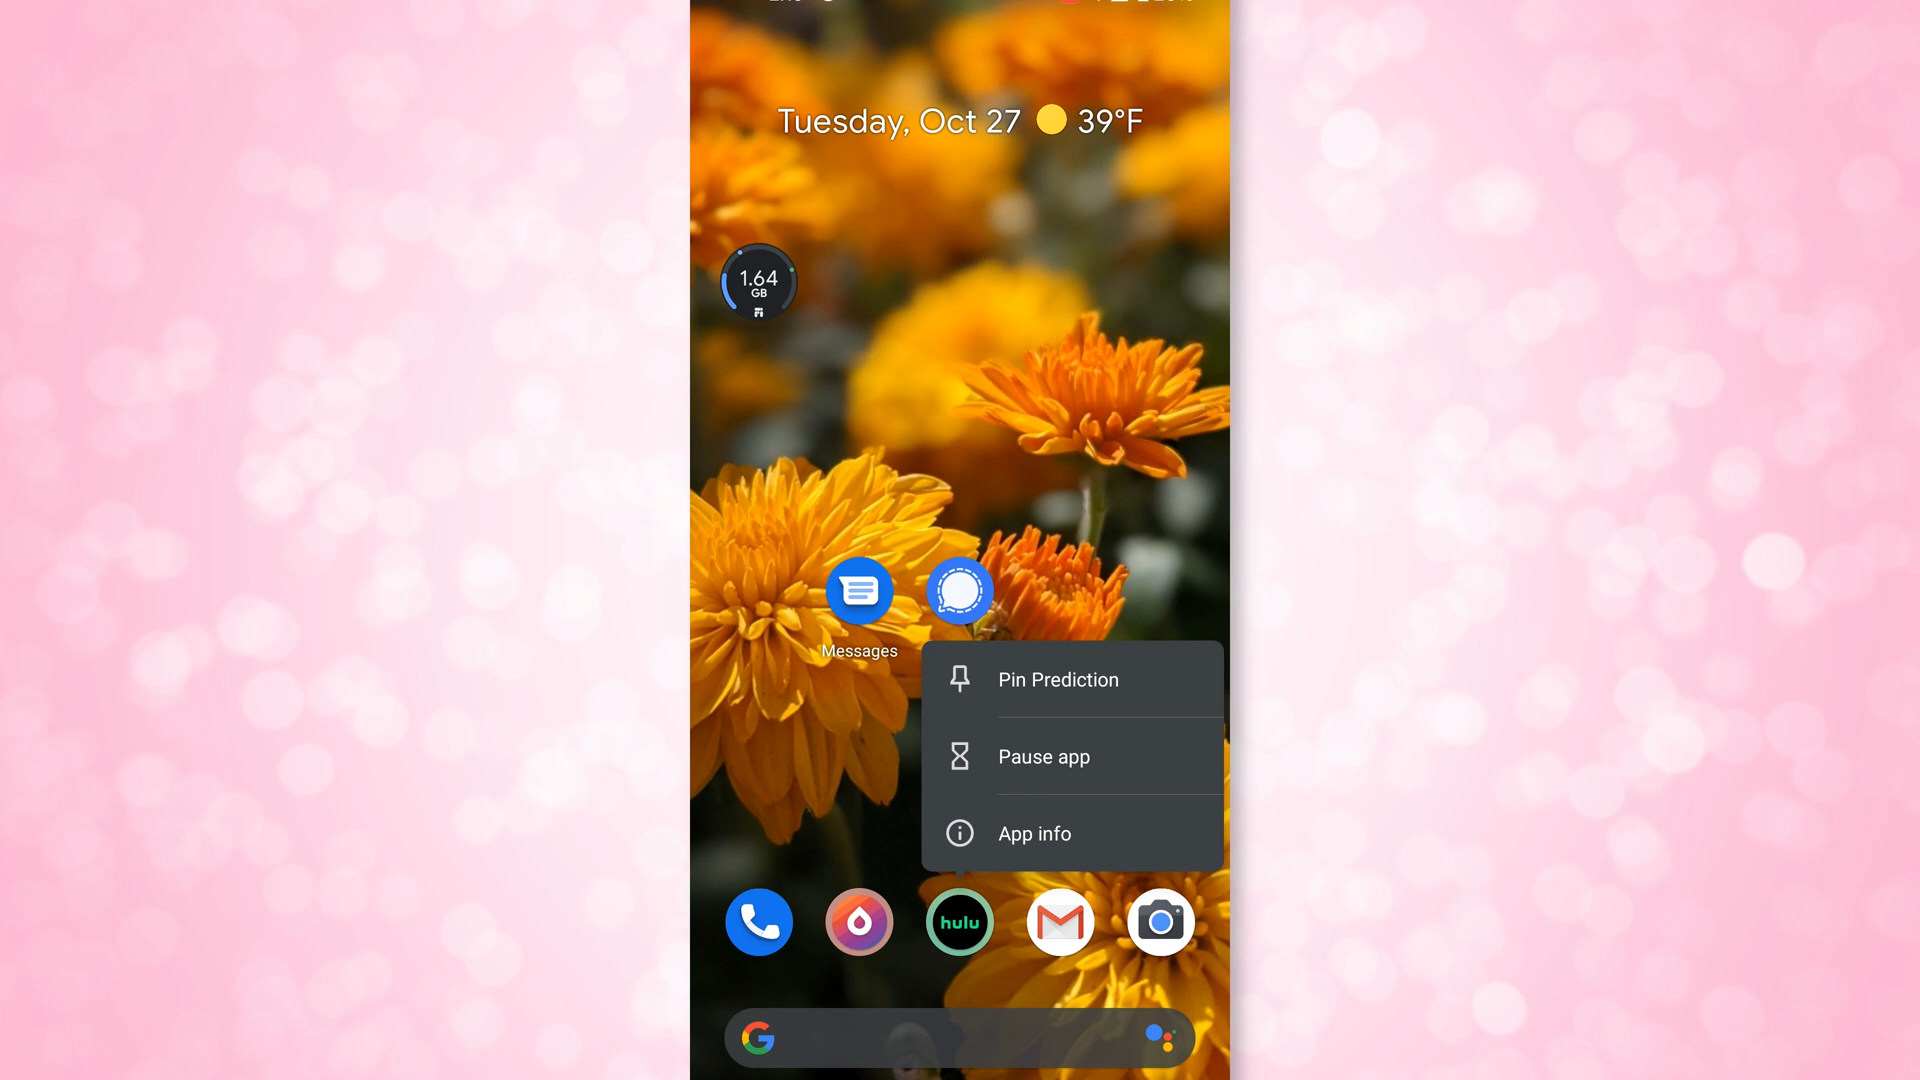 Tuesday, Oct 27 39°F
1.64
GB
Messages
Pin Prediction
Pause app
App info
hulu